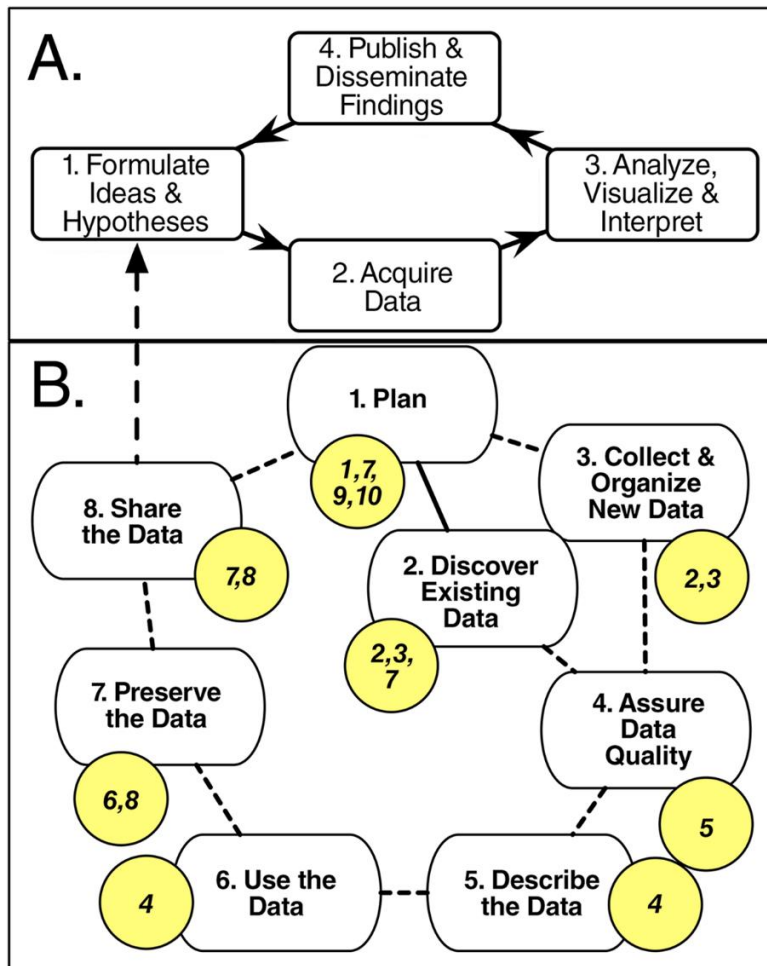 A.
4. Publish &
Disseminate
Findings
1. Formulate
Ideas &
Hypotheses
3. Analyze,
Visualize &
Interpret
2. Acquire
Data
B.
1. Plan
1,7,
9,10
3. Collect &
Organize
New Data
2,3
8. Share
the Data
7,8
2. Discover
Existing
Data
2,3,
7
7. Preserve
the Data
6,8
4. Assure
Data
Quality
5
6. Use the
Data
4
5. Describe
the Data
4